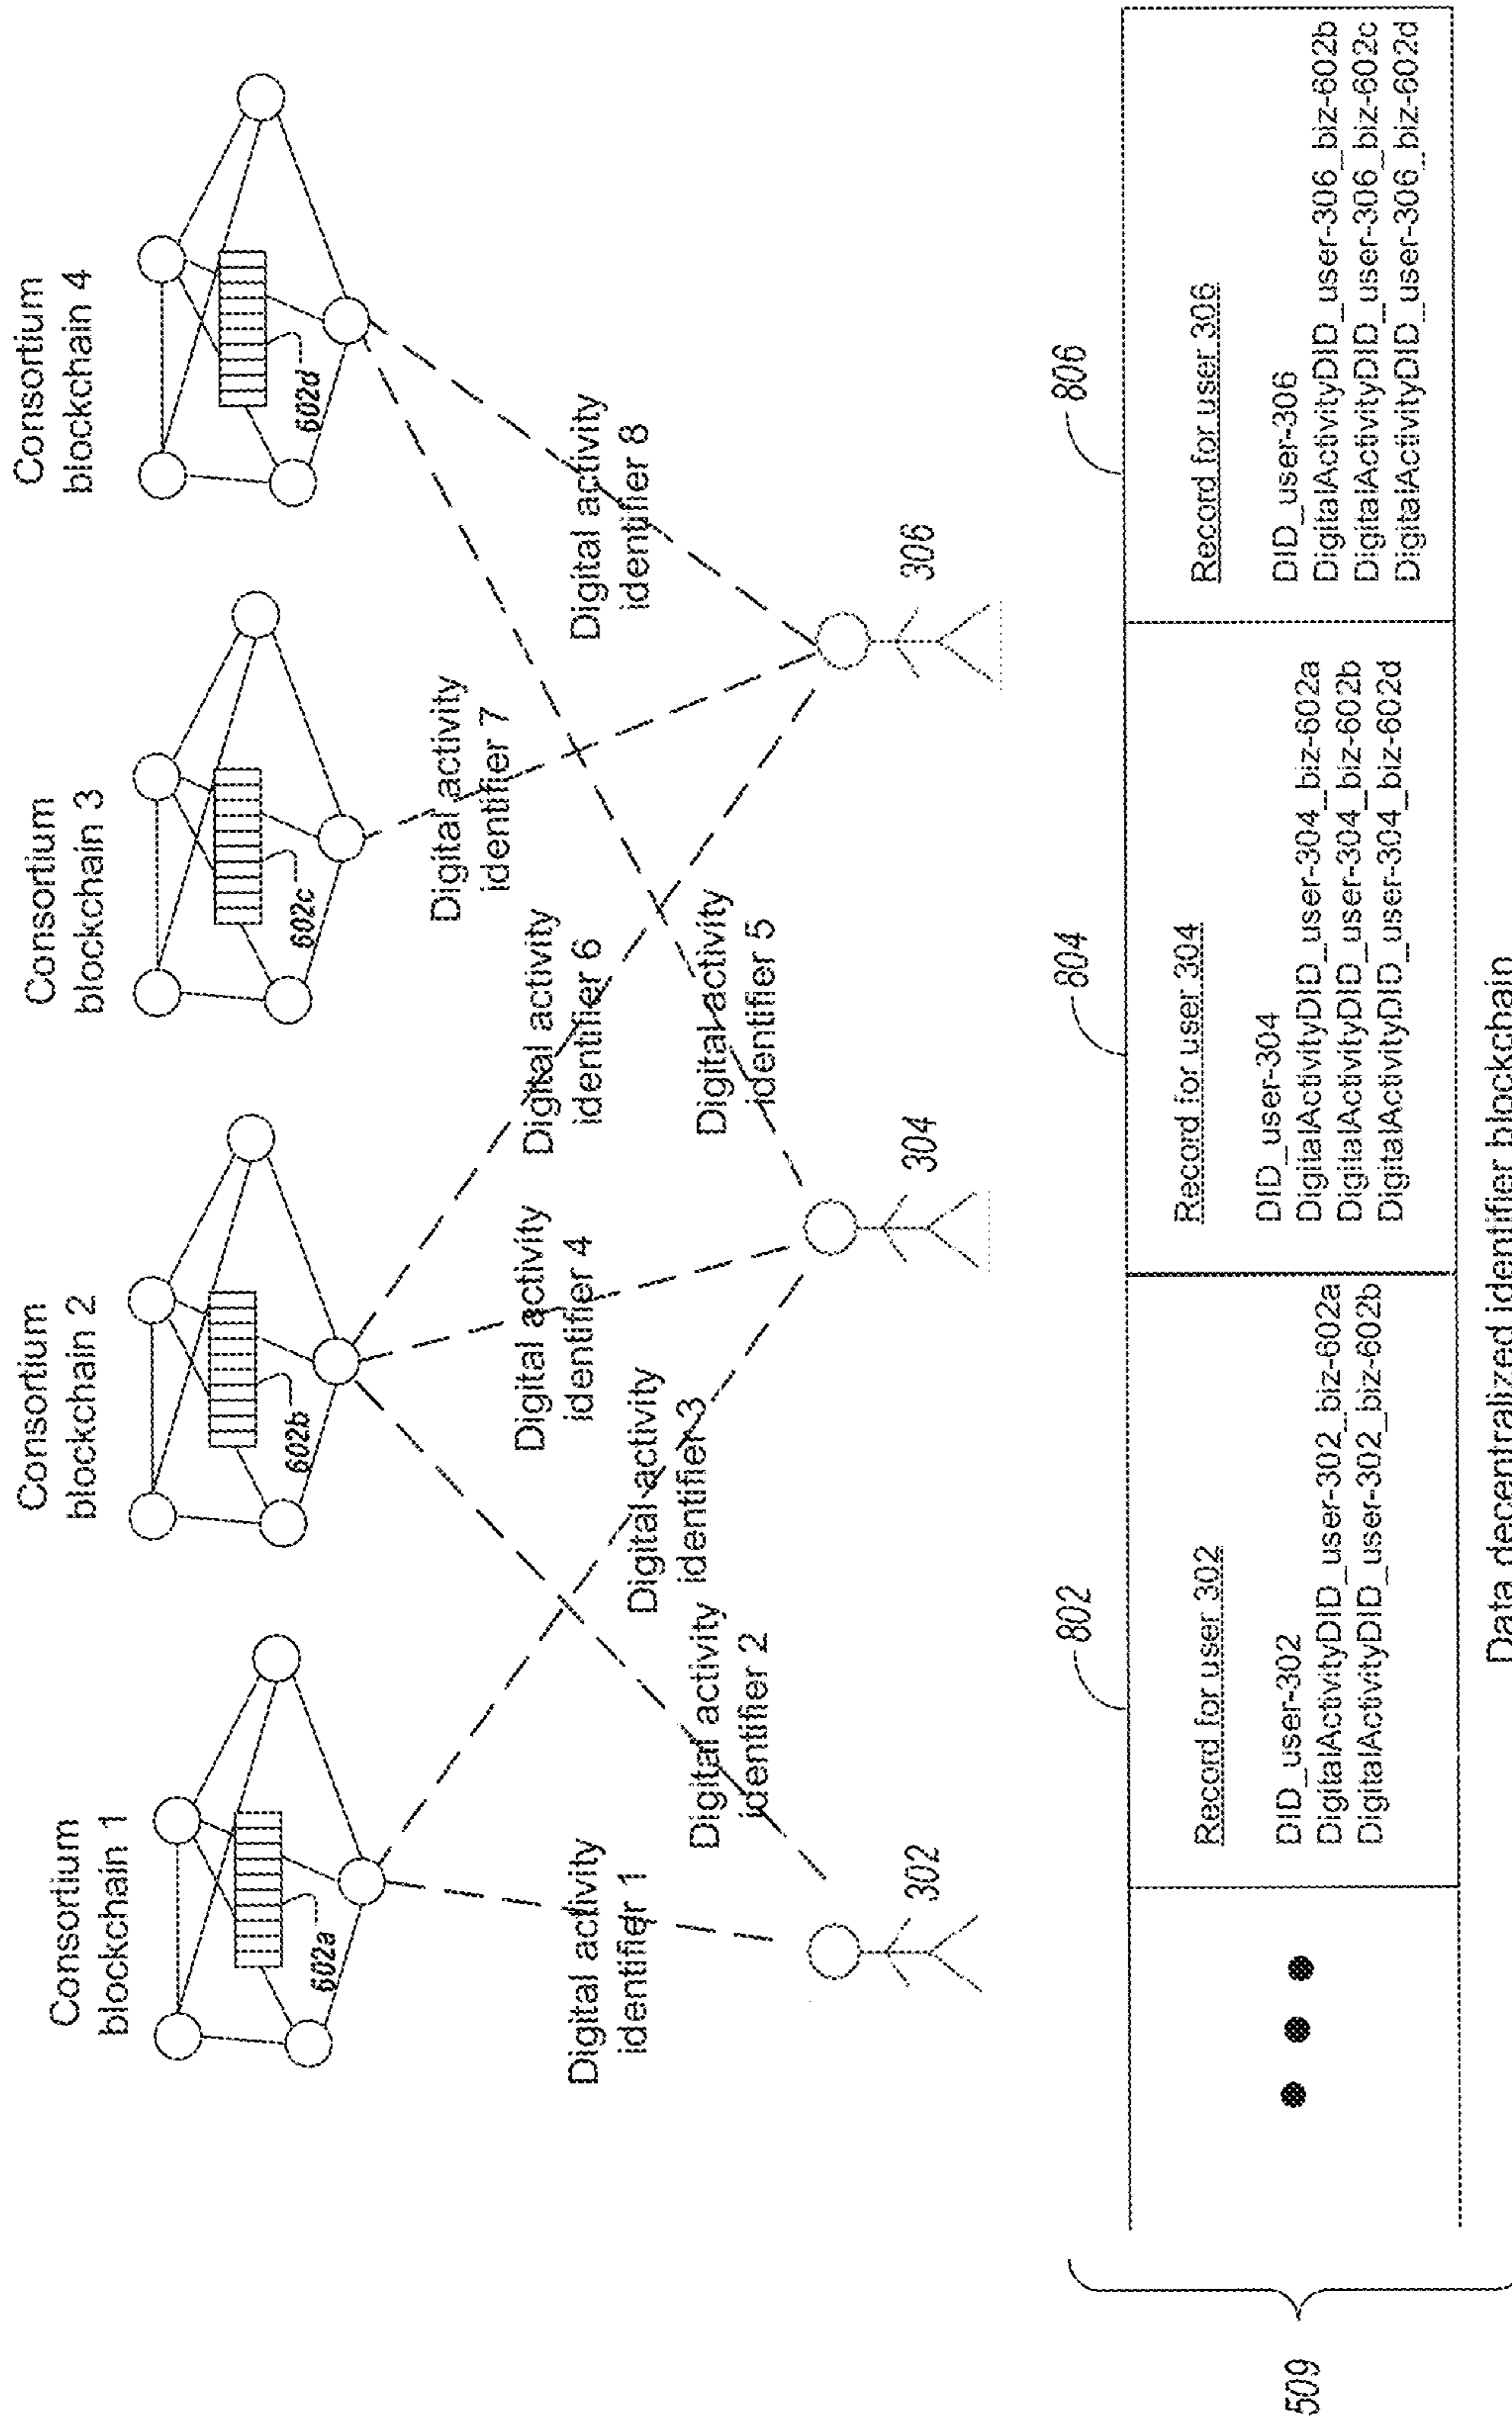 Consortium
blockchain 1
Consortium
blockchain 2
Consortium
blockchain 3
Consortium
blockchain 4
602a
602b
602c
602d
Digital activity
identifier 1
Digital activity
identifier 2
Digital activity
identifier 3
Digital activity
identifier 4
Digital activity
identifier 5
Digital activity
identifier 6
Digital activity
identifier 7
Digital activity
identifier 8
302
304
306
509
802
Record for user 302
DID_user-302
DigitalActivityDID_user-302_biz-602a
DigitalActivityDID_user-302_biz-602b
804
Record for user 304
DID_user-304
DigitalActivityDID_user-304_biz-602a
DigitalActivityDID_user-304_biz-602b
DigitalActivityDID_user-304_biz-602d
806
Record for user 306
DID_user-306
DigitalActivityDID_user-306_biz-602b
DigitalActivityDID_user-306_biz-602c
DigitalActivityDID_user-306_biz-602d
Data decentralized identifier blockchain